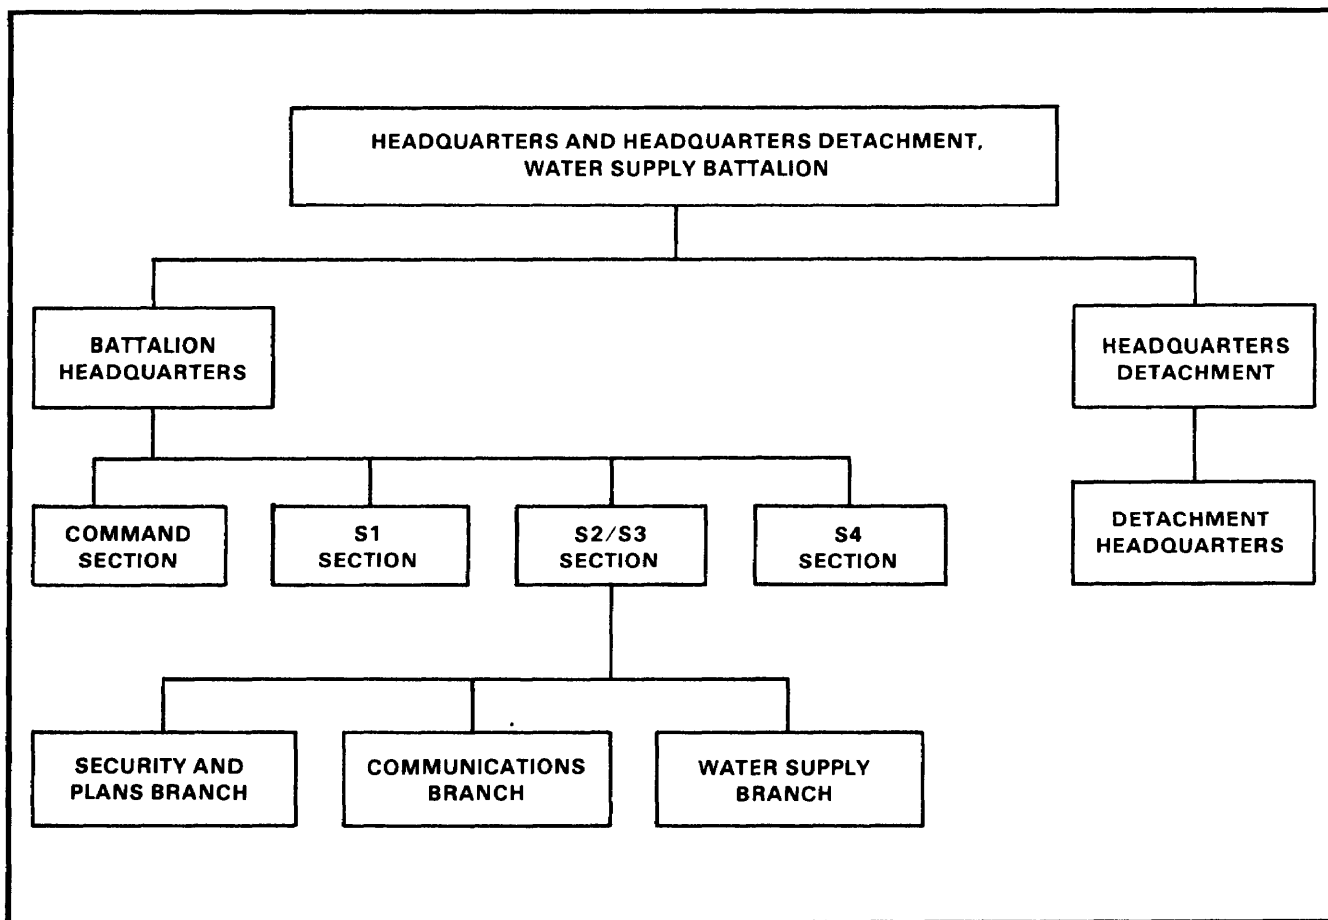 HEADQUARTERS AND HEADQUARTERS DETACHMENT,
WATER SUPPLY BATTALION
BATTALION
HEADQUARTERS
HEADQUARTERS
DETACHMENT
COMMAND
SECTION
S1
SECTION
S2/S3
SECTION
S4
SECTION
DETACHMENT
HEADQUARTERS
SECURITY AND
PLANS BRANCH
COMMUNICATIONS
BRANCH
WATER SUPPLY
BRANCH